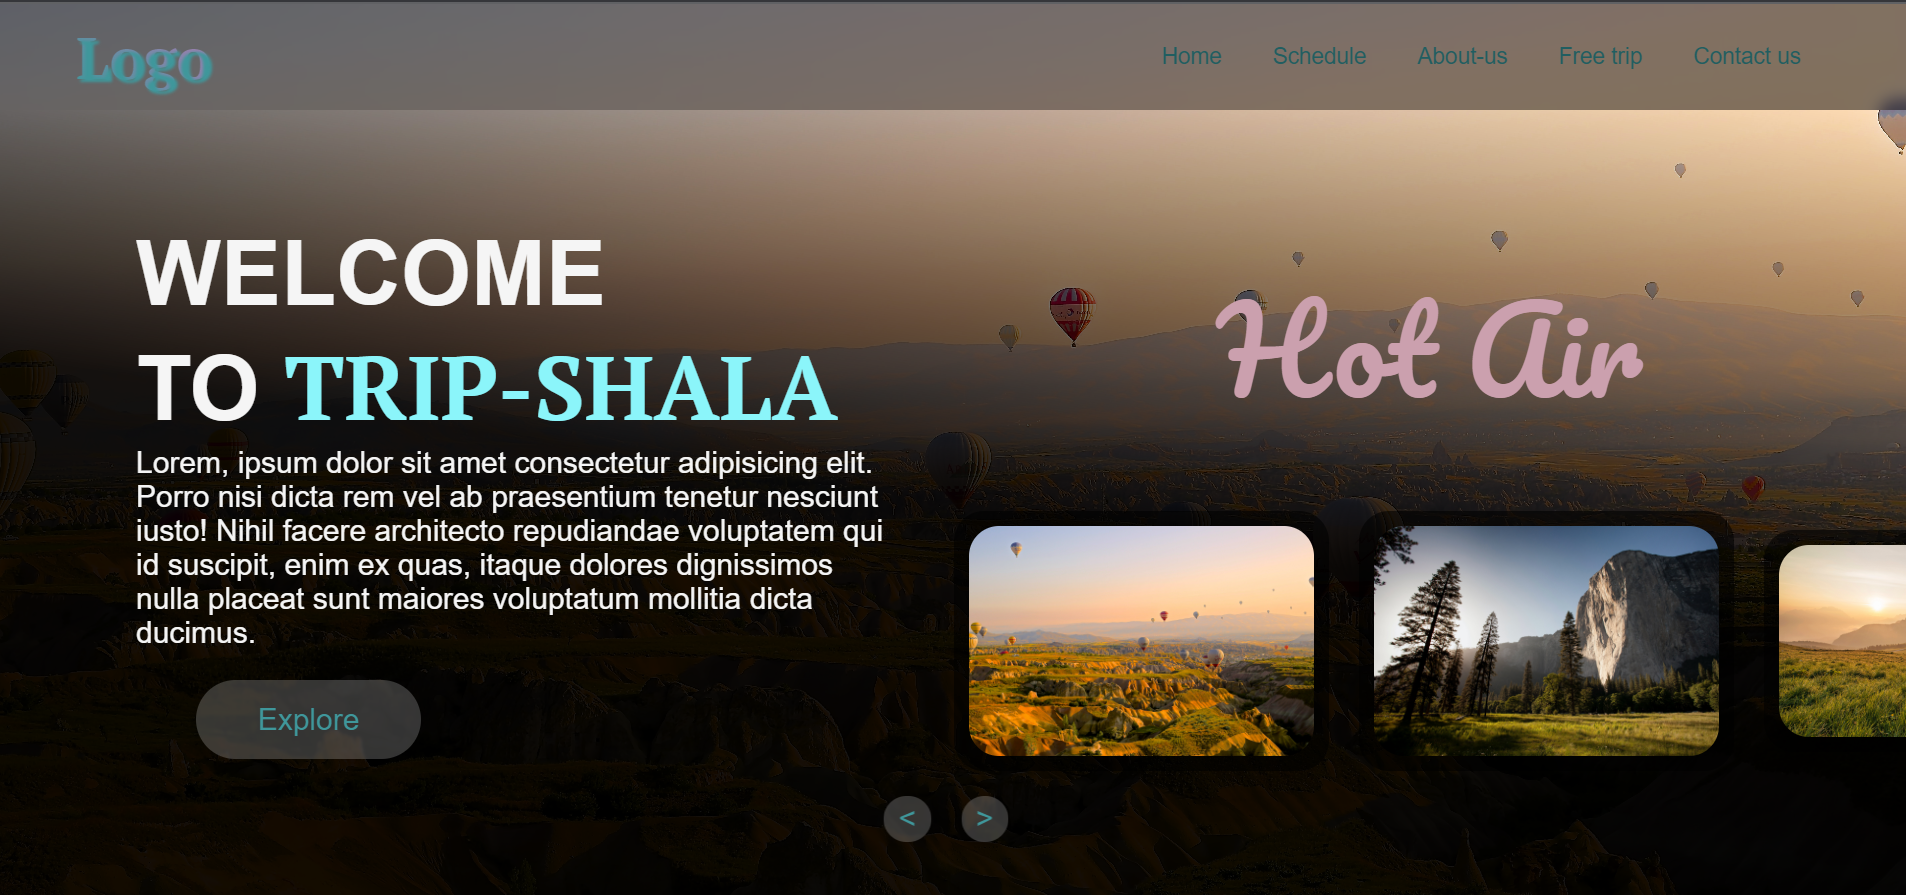 Logo
Home Schedule About-us Free trip Contact us
WELCOME
TO TRIP-SHALA
Hot Air
Lorem, ipsum dolor sit amet consectetur adipisicing elit.
Porro nisi dicta rem vel ab praesentium tenetur nesciunt
iusto! Nihil facere architecto repudiandae voluptatem qui
id suscipit, enim ex quas, itaque dolores dignissimos
nulla placeat sunt maiores voluptatum mollitia dicta
ducimus.
Explore
< >